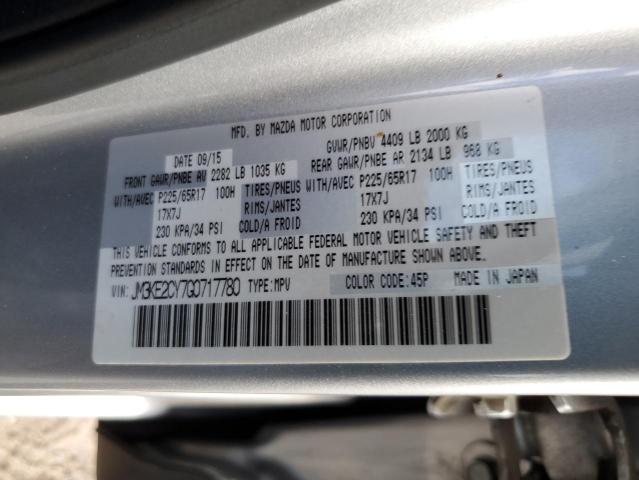 MFD. BY MAZDA MOTOR CORPORATION
DATE 09/15 GVWR/PNBV 4409 LB 2000 KG
FRONT GAWR/PNBE AV 2282 LB 1035 KG REAR GAWR/PNBE AR 2134 LB 968 KG
WITH/AVEC P225/65R17 100H TIRES/PNEUS WITH/AVEC P225/65R17 100H TIRES/PNEUS
17X7J RIMS/JANTES 17X7J RIMS/JANTES
230 KPA/34 PSI COLD/A FROID 230 KPA/34 PSI COLD/A FROID
THIS VEHICLE CONFORMS TO ALL APPLICABLE FEDERAL MOTOR VEHICLE SAFETY AND THEFT
PREVENTION STANDARDS IN EFFECT ON THE DATE OF MANUFACTURE SHOWN ABOVE.
VIN: JM3KE2CY7G0717780 TYPE: MPV COLOR CODE: 45P MADE IN JAPAN